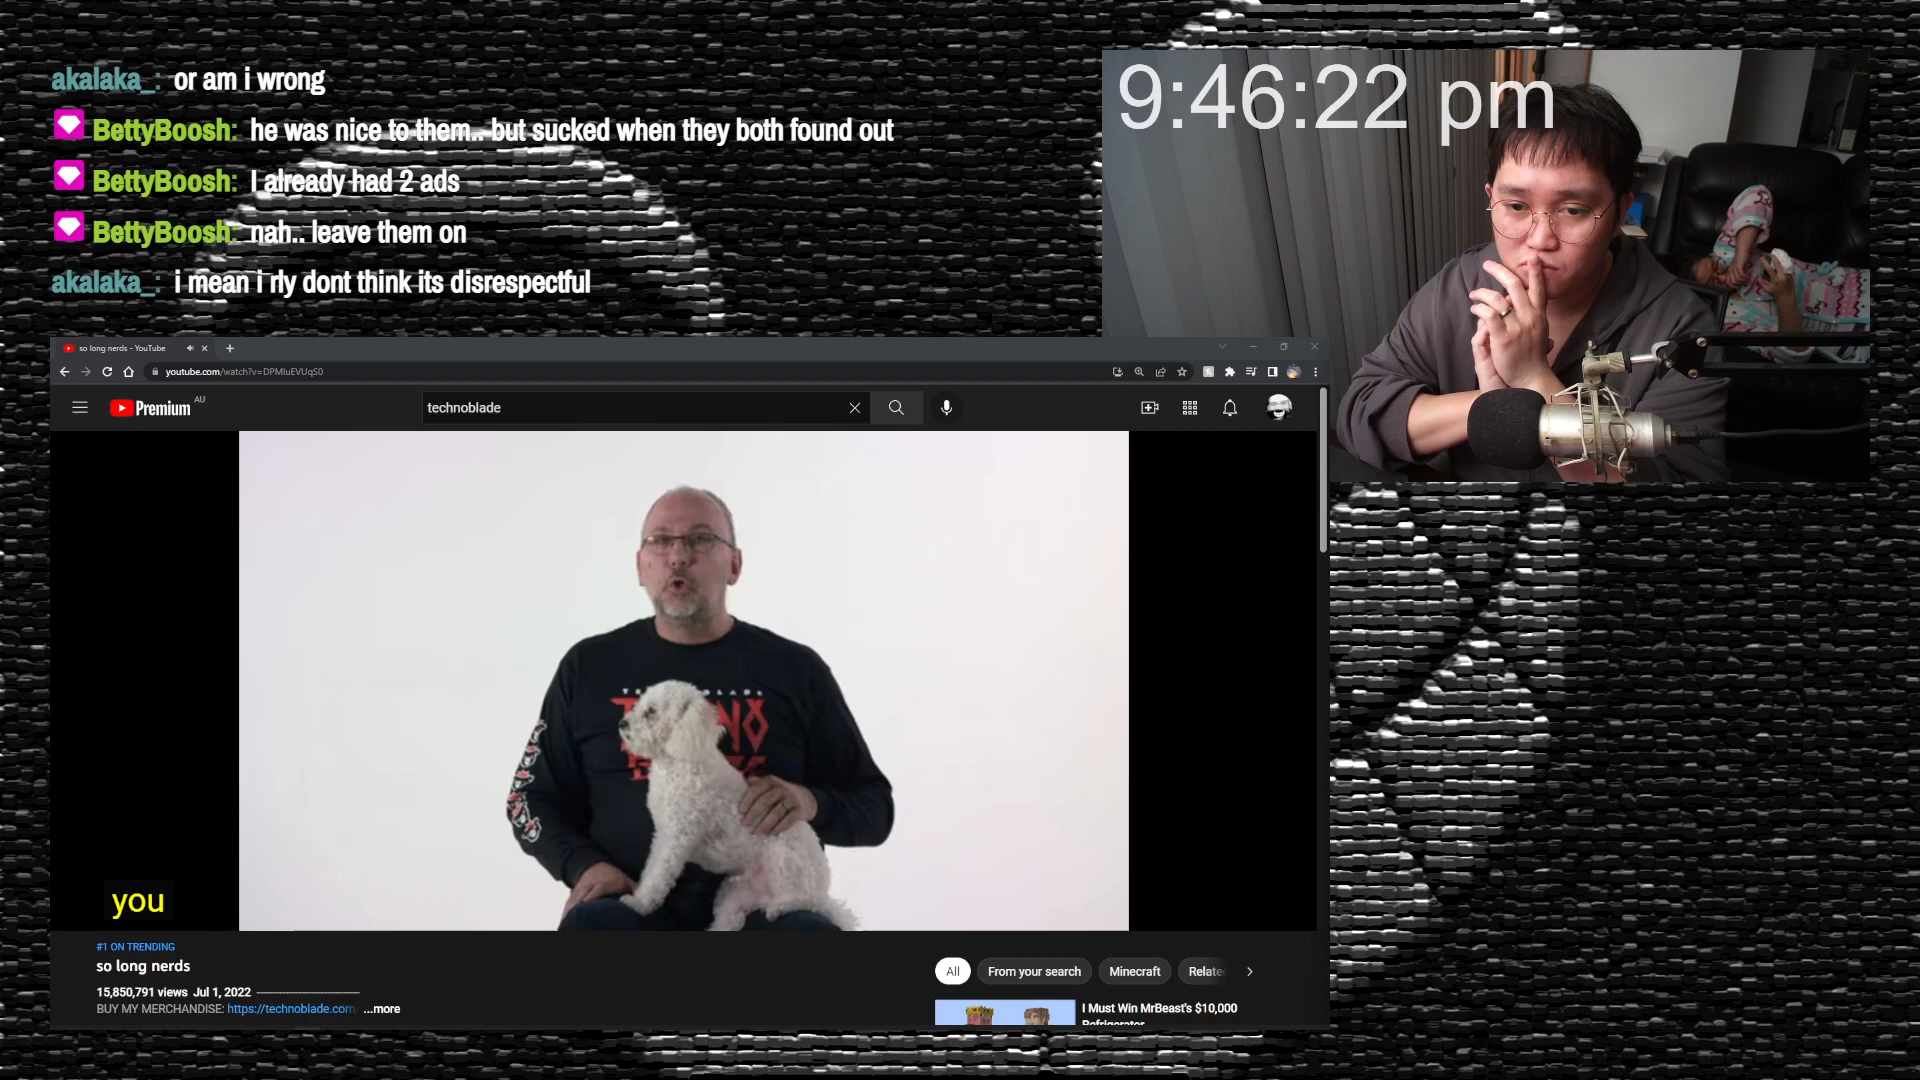 akalaka_: or am i wrong
BettyBoosh: he was nice to them.. but sucked when they both found out
BettyBoosh: I already had 2 ads
BettyBoosh: nah.. leave them on
akalaka_: i mean i rly dont think its disrespectful
9:46:22 pm
so long nerds - YouTube
youtube.com/watch?v=DPMluEVUqS0
Premium AU
technoblade
you
#1 ON TRENDING
so long nerds
15,850,791 views Jul 1, 2022
BUY MY MERCHANDISE: https://technoblade.com ...more
All From your search Minecraft Relate
I Must Win MrBeast's $10,000
Refrigerator